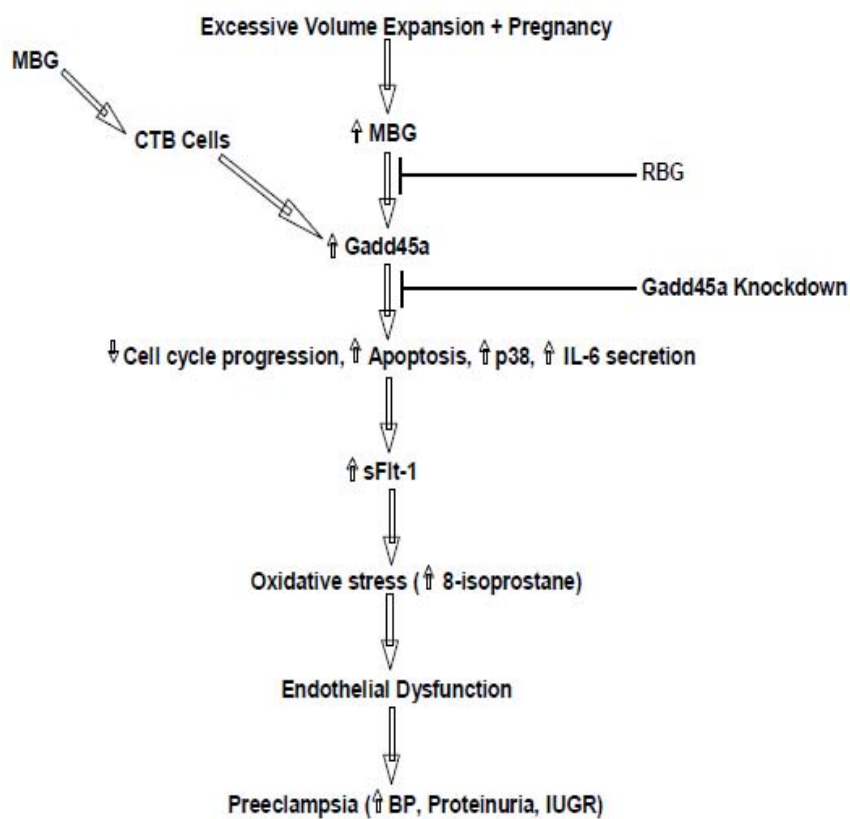 Excessive Volume Expansion + Pregnancy
MBG
⇧ MBG
CTB Cells
RBG
⇧ Gadd45a
Gadd45a Knockdown
⇩ Cell cycle progression, ⇧ Apoptosis, ⇧ p38, ⇧ IL-6 secretion
⇧ sFlt-1
Oxidative stress (⇧ 8-isoprostane)
Endothelial Dysfunction
Preeclampsia (⇧ BP, Proteinuria, IUGR)